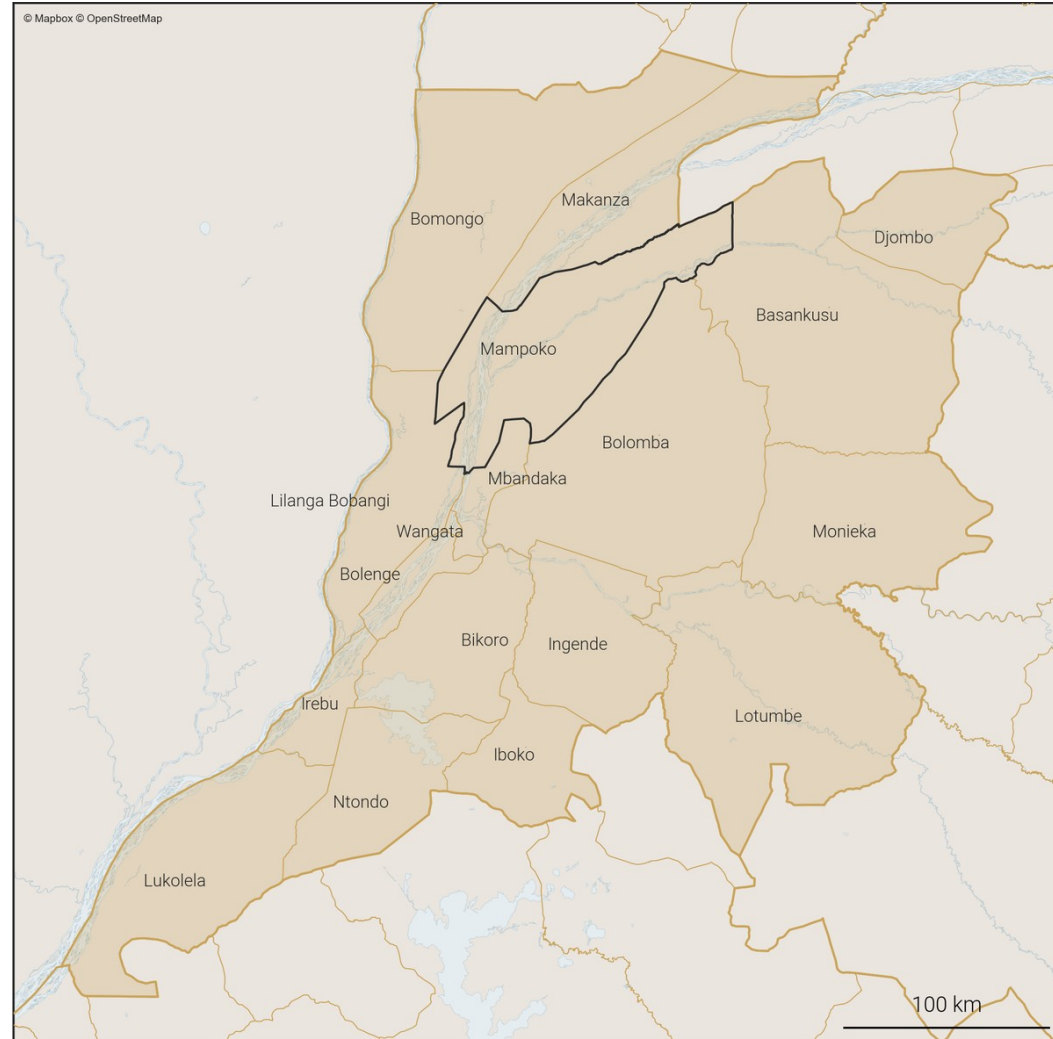 © Mapbox © OpenStreetMap
Makanza
Bomongo
Djombo
Basankusu
Mampoko
Bolomba
Mbandaka
Lilanga Bobangi
Wangata
Monieka
Bolenge
Bikoro
Ingende
Irebu
Lotumbe
Iboko
Ntondo
Lukolela
100 km